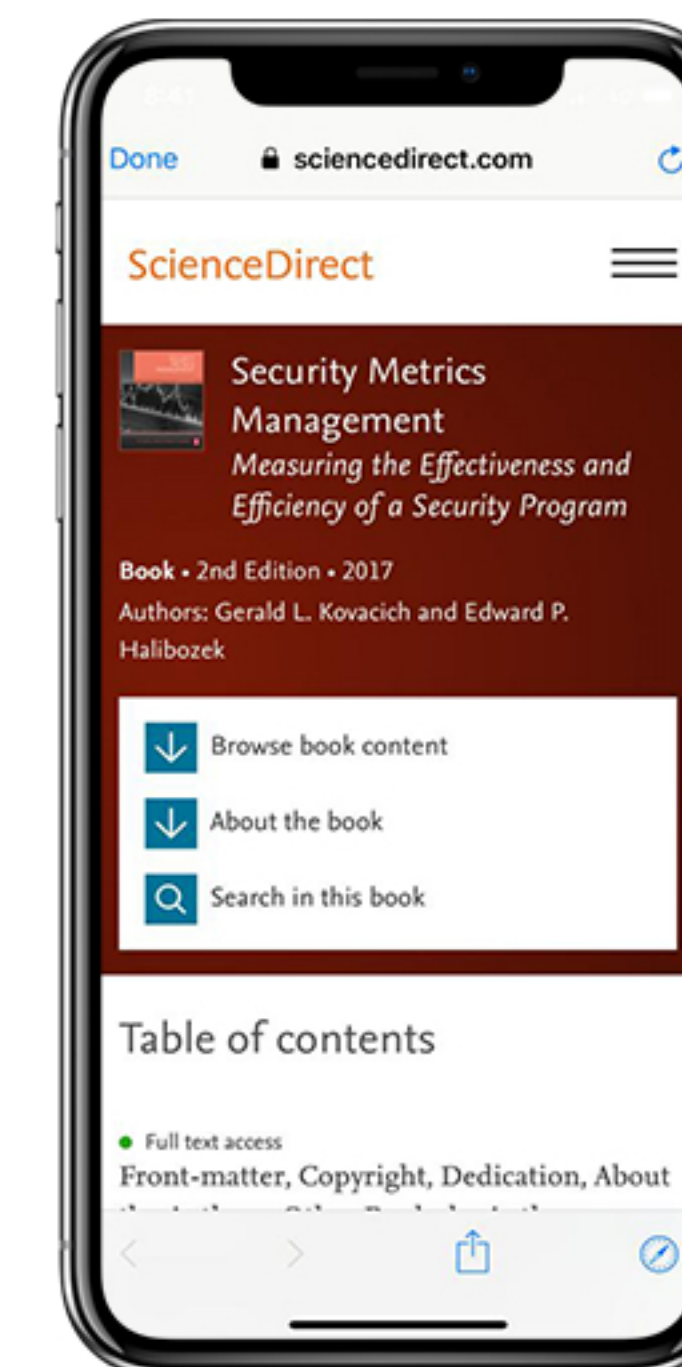 Done sciencedirect.com
ScienceDirect
Security Metrics
Management
Measuring the Effectiveness and
Efficiency of a Security Program
Book • 2nd Edition • 2017
Authors: Gerald L. Kovacich and Edward P.
Halibozek
Browse book content
About the book
Search in this book
Table of contents
Full text access
Front-matter, Copyright, Dedication, About